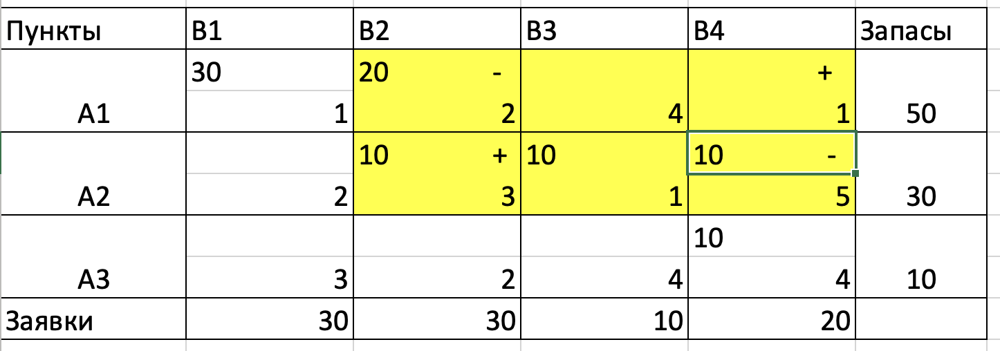 Пункты B1 B2 B3 B4 Запасы
30 20 - +
A1 1 2 4 1 50
10 + 10 10 -
A2 2 3 1 5 30
10
A3 3 2 4 4 10
Заявки 30 30 10 20